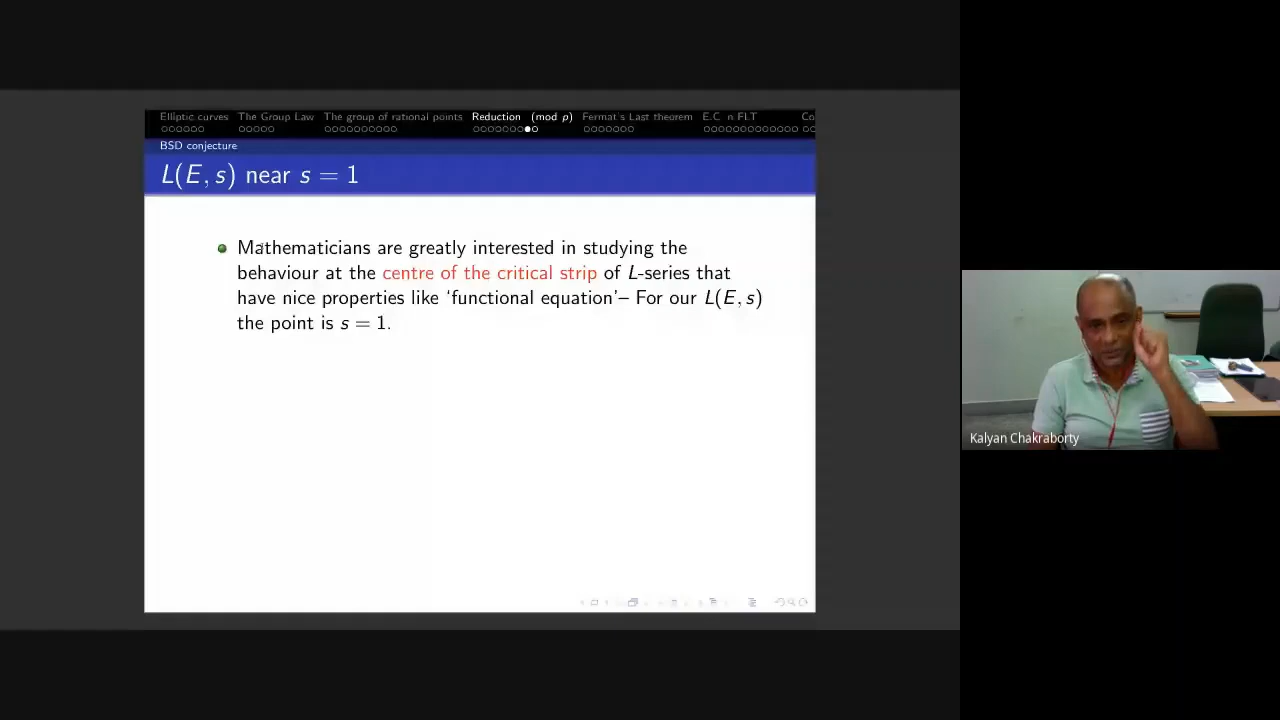 Elliptic curves The Group Law The group of rational points Reduction (mod p) Fermat's Last theorem E.C n FLT Co
BSD conjecture
L(E, s) near s = 1
Mathematicians are greatly interested in studying the
behaviour at the centre of the critical strip of L-series that
have nice properties like ‘functional equation’– For our L(E, s)
the point is s = 1.
Kalyan Chakraborty